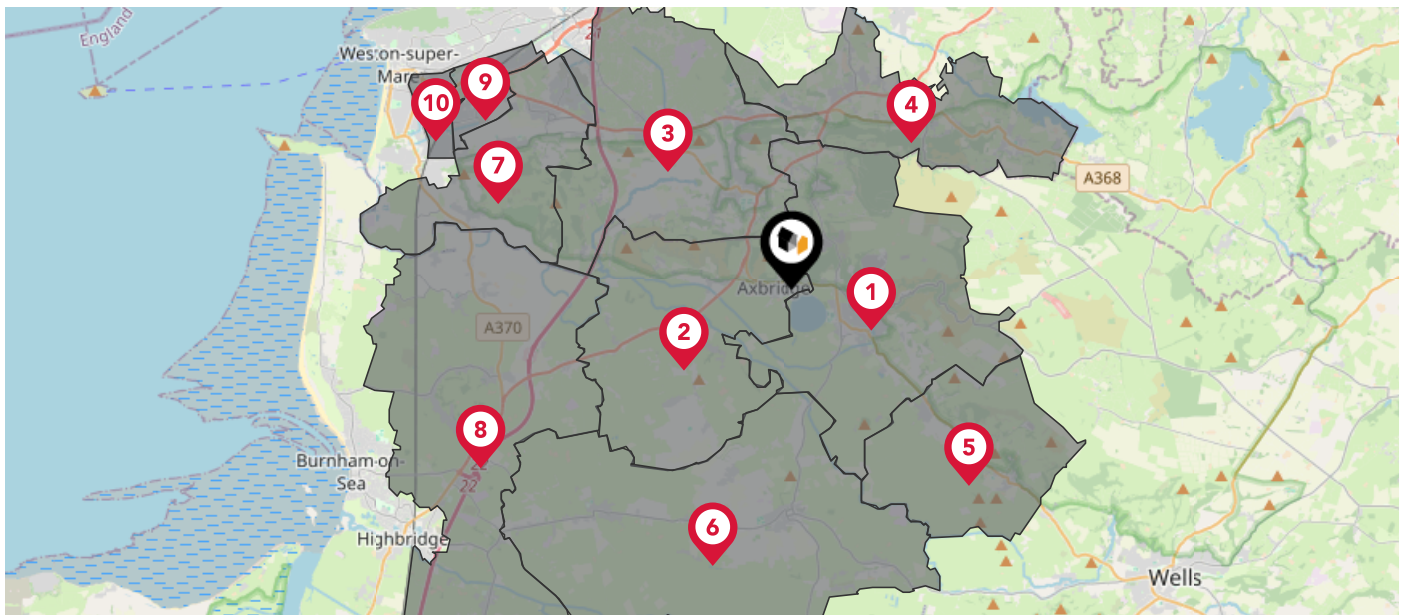 England
21
Weston-super-
Mare
9
10
4
3
7
A368
Axbridge
1
A370
2
8
5
Burnham-on-
Sea
22
22
6
Highbridge
Wells